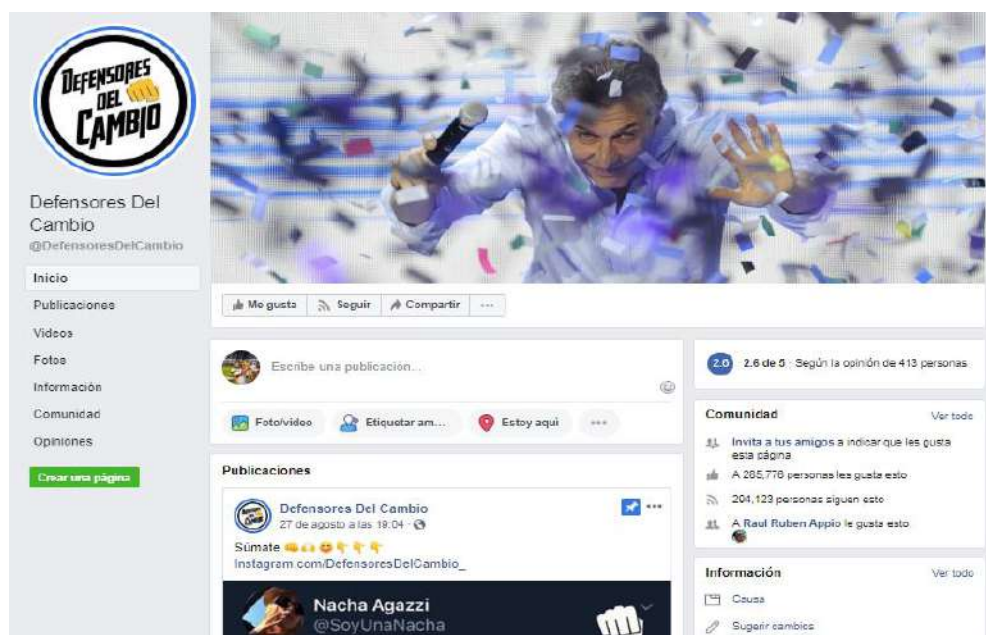 DEFENSORES
DEL
CAMBIO
Defensores Del
Cambio
@DefensoresDelCambio
Inicio
Publicaciones
Videos
Fotos
Información
Comunidad
Opiniones
Crear una página
Me gusta
Seguir
Compartir
Escribe una publicación...
Foto/video
Etiquetar am...
Estoy aquí
Publicaciones
Defensores Del Cambio
27 de agosto a las 19:04
Súmate
Instagram.com/DefensoresDelCambio_
Nacha Agazzi
@SoyUnaNacha
2.6 de 5 · Según la opinión de 413 personas
Comunidad
Ver todo
Invita a tus amigos a indicar que les gusta
esta página
A personas les gusta esto
personas siguen esto
A Raul Ruben Appio le gusta esto
Información
Ver todo
Causa
Sugerir cambios